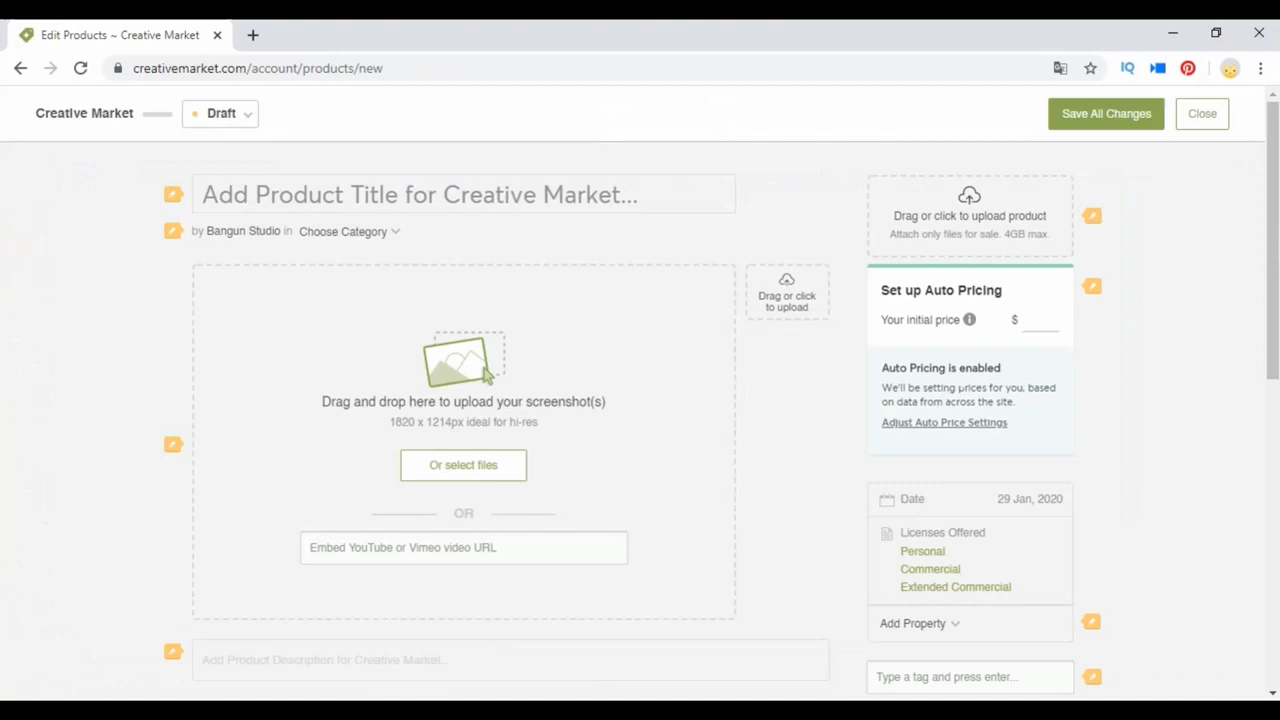 Edit Products ~ Creative Market
creativemarket.com/account/products/new
IQ
Creative Market
Draft
Save All Changes
Close
Add Product Title for Creative Market...
by Bangun Studio in Choose Category
Drag and drop here to upload your screenshot(s)
1820 x 1214px ideal for hi-res
Or select files
OR
Embed YouTube or Vimeo video URL
Add Product Description for Creative Market...
Drag or click
to upload
Drag or click to upload product
Attach only files for sale. 4GB max.
Set up Auto Pricing
Your initial price $
Auto Pricing is enabled
We'll be setting prices for you, based
on data from across the site.
Adjust Auto Price Settings
Date 29 Jan, 2020
Licenses Offered
Personal
Commercial
Extended Commercial
Add Property
Type a tag and press enter...